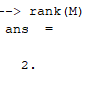 --> rank(M)
ans  =
2.